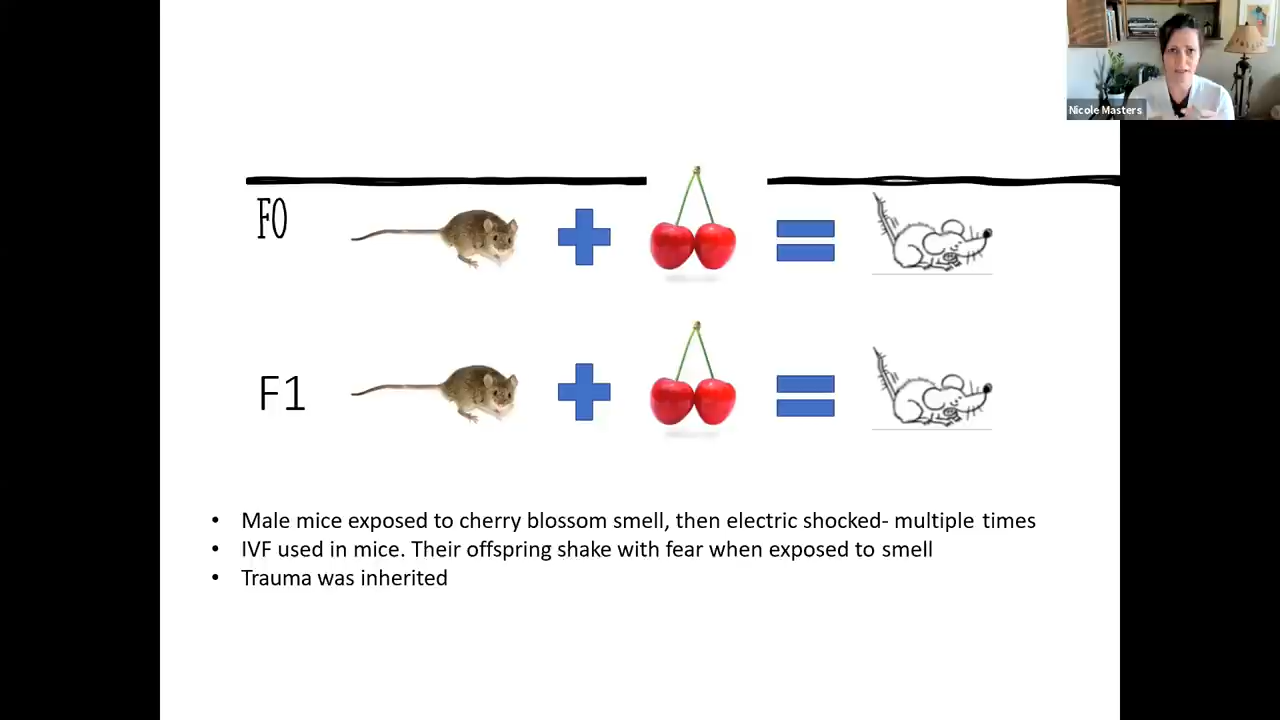 Nicole Masters
F0
F1
• Male mice exposed to cherry blossom smell, then electric shocked- multiple times
• IVF used in mice. Their offspring shake with fear when exposed to smell
• Trauma was inherited